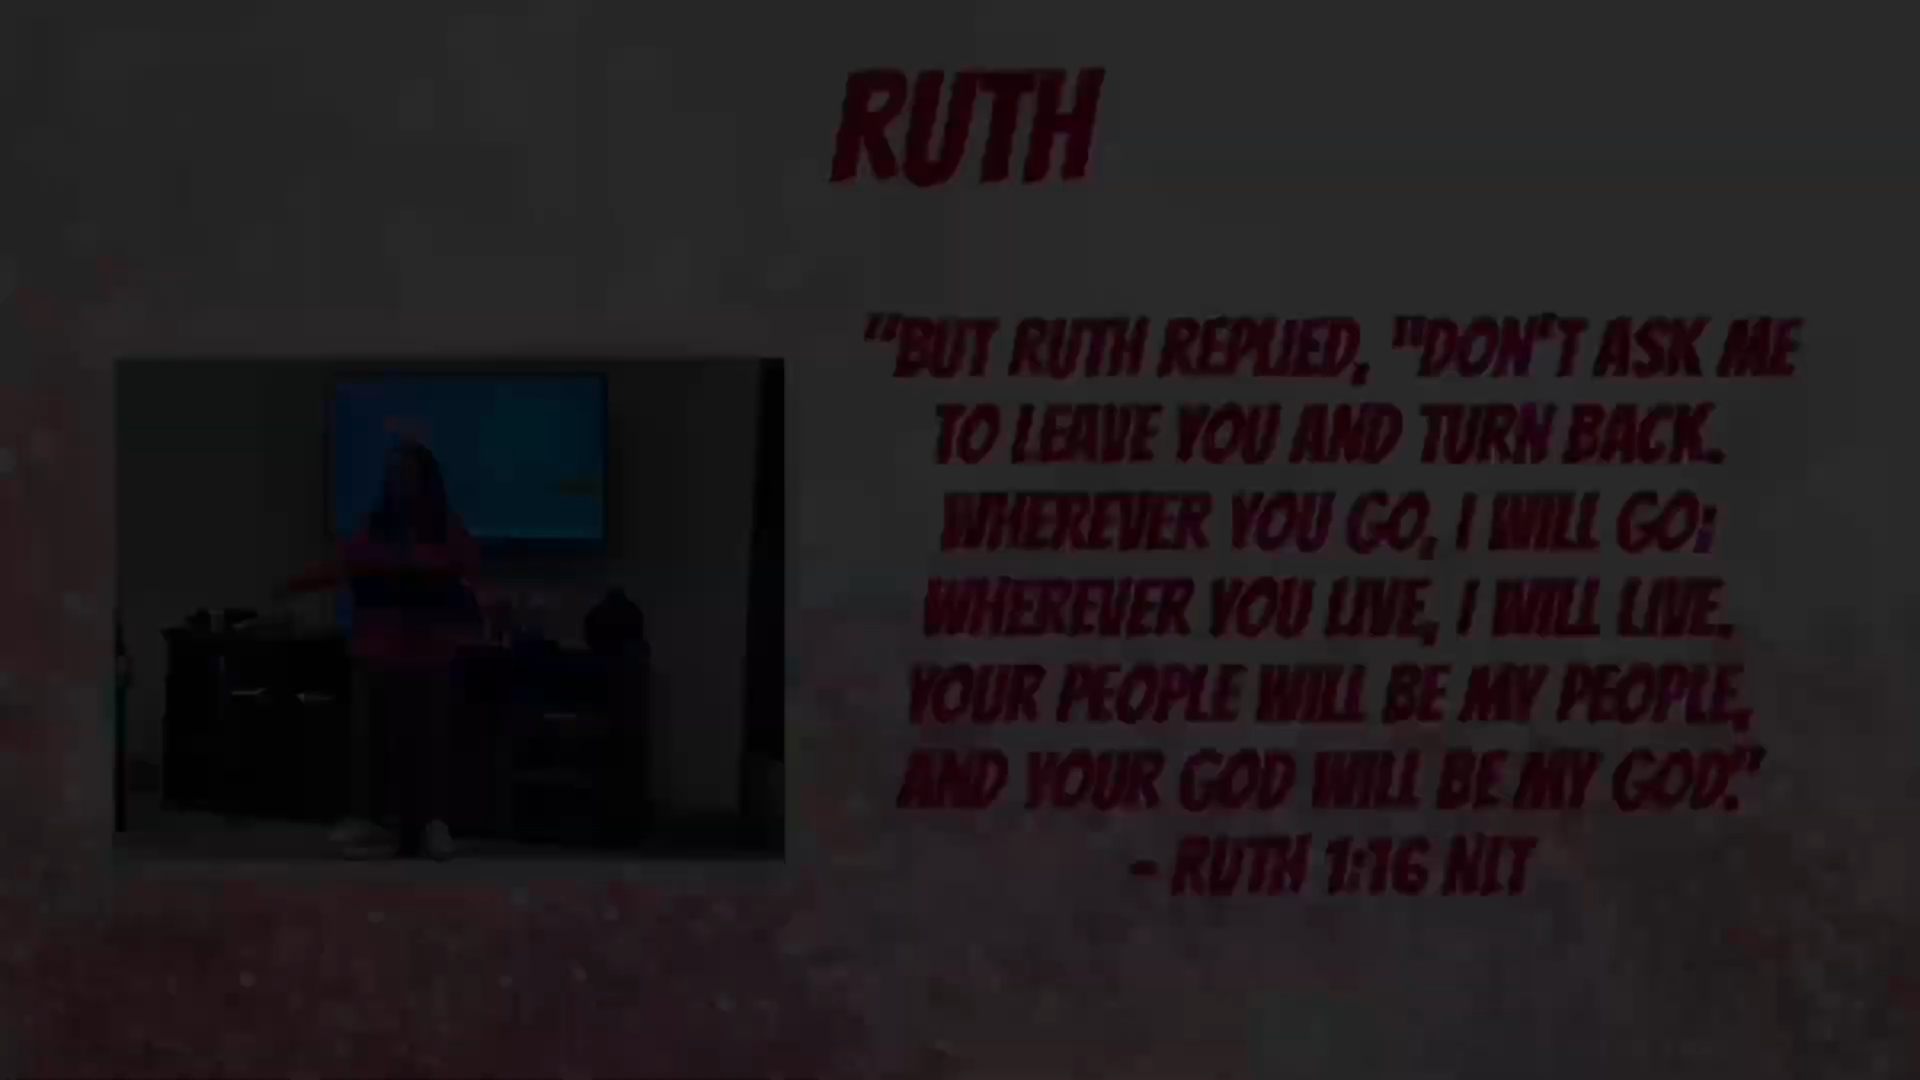 RUTH
"BUT RUTH REPLIED, "DON'T ASK ME
TO LEAVE YOU AND TURN BACK.
WHEREVER YOU GO, I WILL GO;
WHEREVER YOU LIVE, I WILL LIVE.
YOUR PEOPLE WILL BE MY PEOPLE,
AND YOUR GOD WILL BE MY GOD."
- RUTH 1:16 NLT